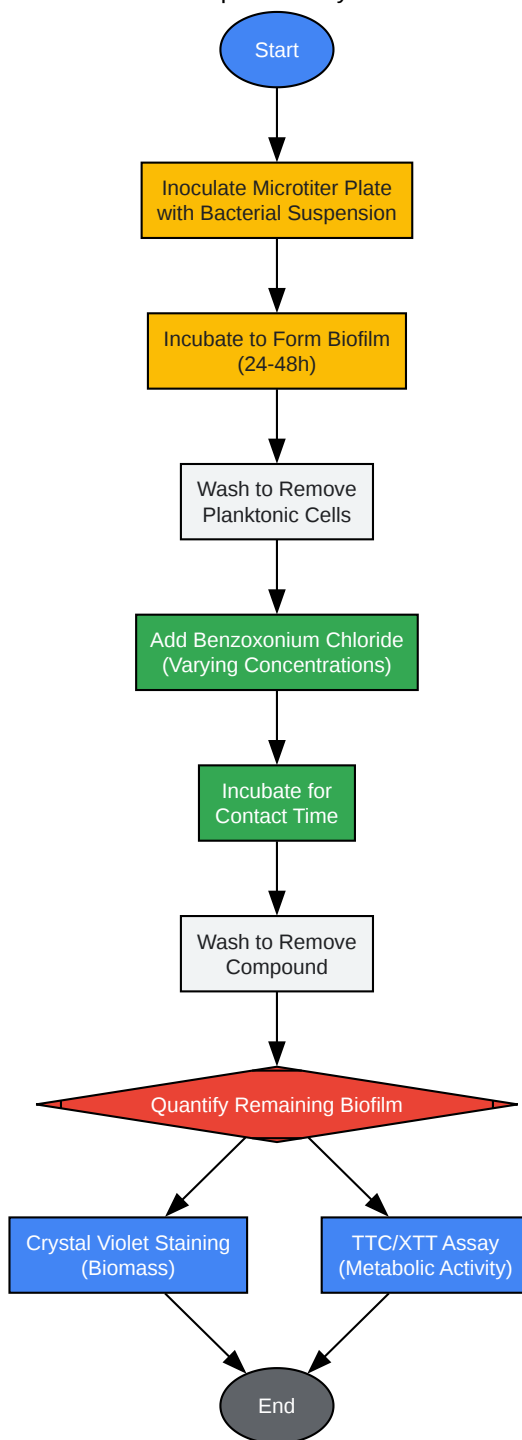 Start
Inoculate Microtiter Plate
with Bacterial Suspension
Incubate to Form Biofilm
(24-48h)
Wash to Remove
Planktonic Cells
Add Benzoxonium Chloride
(Varying Concentrations)
Incubate for
Contact Time
Wash to Remove
Compound
Quantify Remaining Biofilm
Crystal Violet Staining
(Biomass)
TTC/XTT Assay
(Metabolic Activity)
End